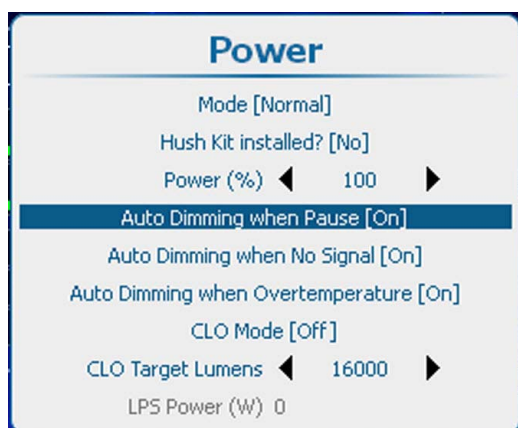 Power
Mode [Normal]
Hush Kit installed? [No]
Power (%) 100
Auto Dimming when Pause [On]
Auto Dimming when No Signal [On]
Auto Dimming when Overtemperature [On]
CLO Mode [Off]
CLO Target Lumens 16000
LPS Power (W) 0